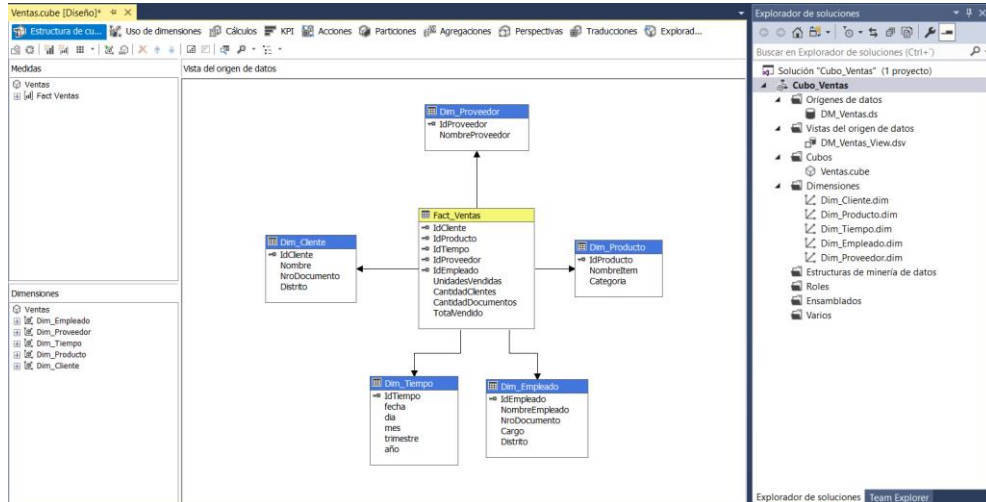 Ventas.cube [Diseño]*
Estructura de cu...
Uso de dimensiones
Cálculos
KPI
Acciones
Particiones
Agregaciones
Perspectivas
Traducciones
Explorad...
Medidas
Ventas
Fact Ventas
Dimensiones
Ventas
Dim_Empleado
Dim_Proveedor
Dim_Tiempo
Dim_Producto
Dim_Cliente
Vista del origen de datos
Dim_Proveedor
IdProveedor
NombreProveedor
Fact_Ventas
IdCliente
IdProducto
IdTiempo
IdProveedor
IdEmpleado
UnidadesVendidas
CantidadClientes
CantidadDocumentos
TotalVendido
Dim_Cliente
IdCliente
Nombre
NroDocumento
Distrito
Dim_Producto
IdProducto
NombreItem
Categoria
Dim_Tiempo
IdTiempo
fecha
dia
mes
trimestre
año
Dim_Empleado
IdEmpleado
NombreEmpleado
NroDocumento
Cargo
Distrito
Explorador de soluciones
Buscar en Explorador de soluciones (Ctrl+¨)
Solución "Cubo_Ventas" (1 proyecto)
Cubo_Ventas
Orígenes de datos
DM_Ventas.ds
Vistas del origen de datos
DM_Ventas_View.dsv
Cubos
Ventas.cube
Dimensiones
Dim_Cliente.dim
Dim_Producto.dim
Dim_Tiempo.dim
Dim_Empleado.dim
Dim_Proveedor.dim
Estructuras de minería de datos
Roles
Ensamblados
Varios
Explorador de soluciones
Team Explorer